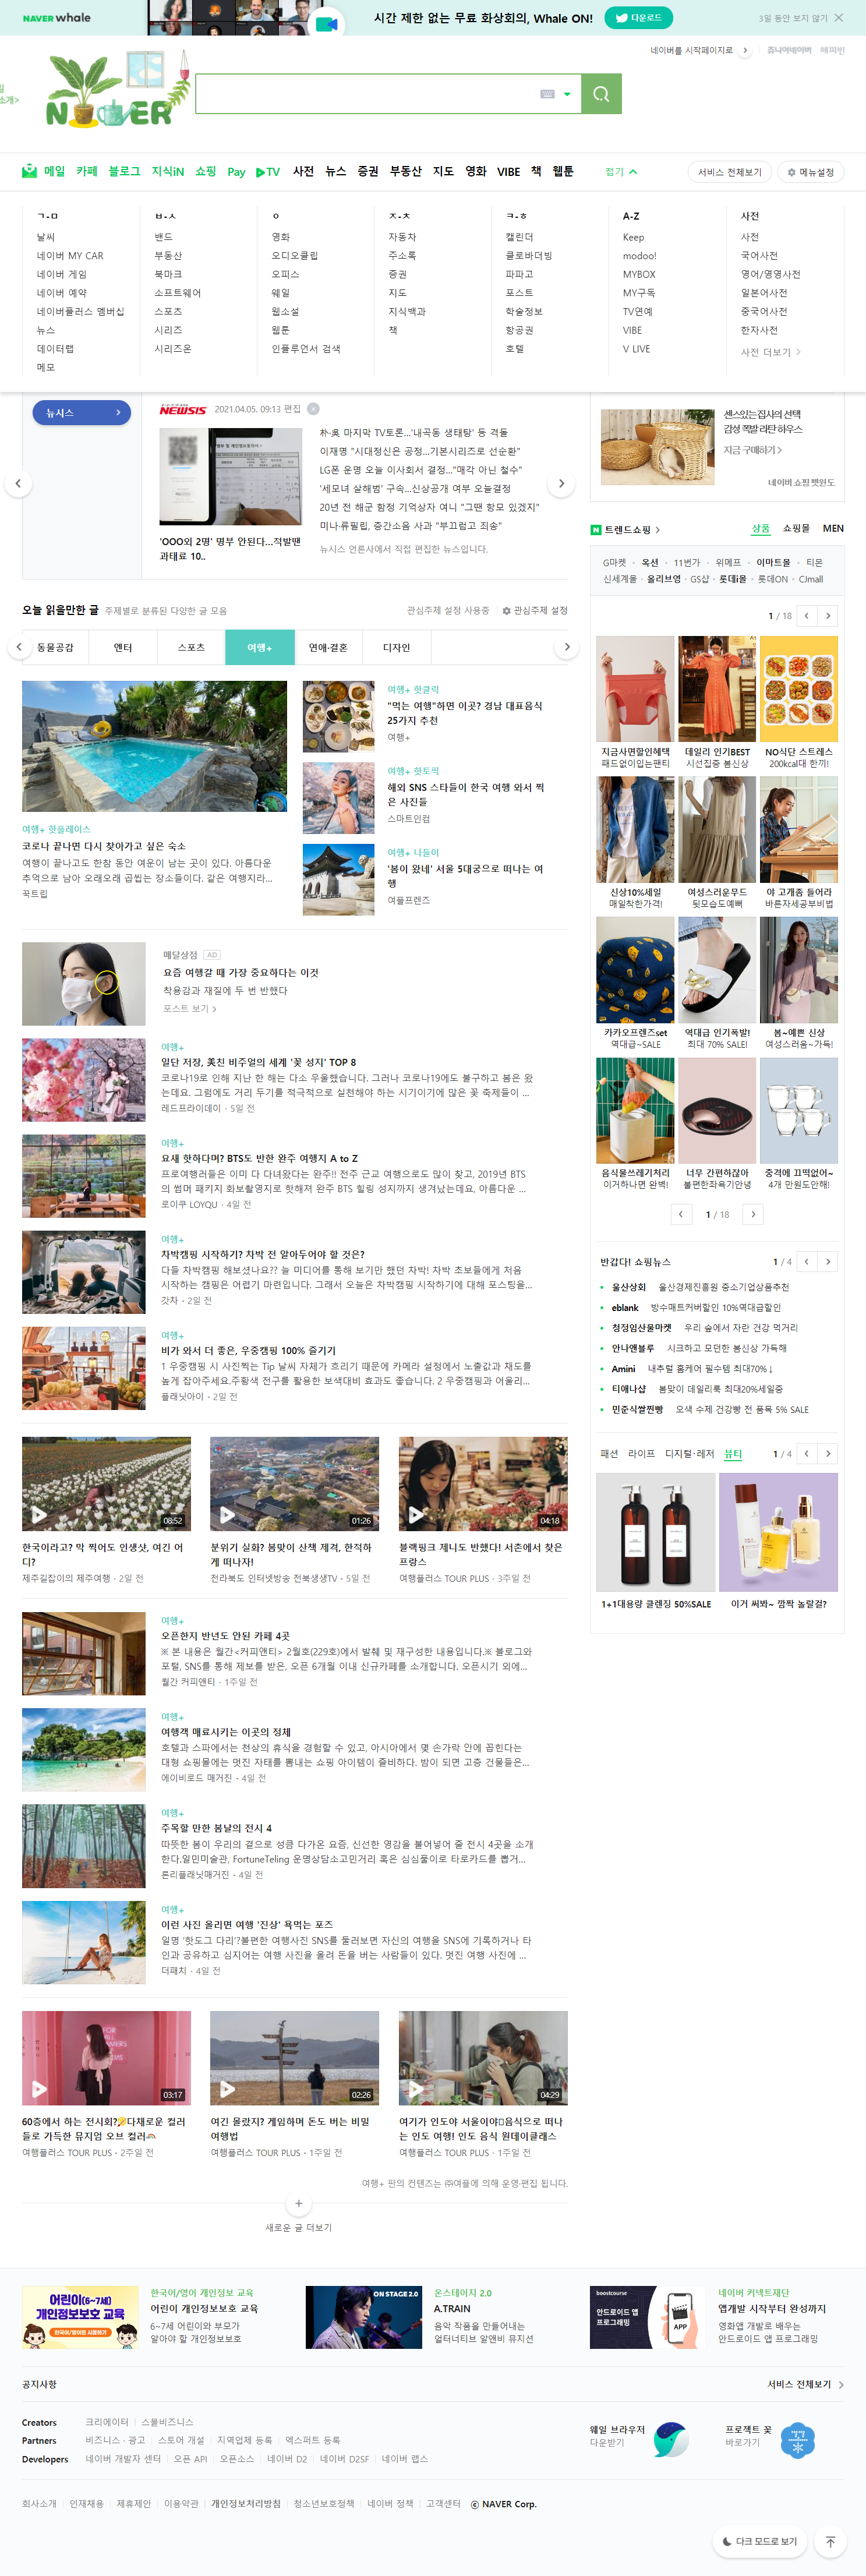 NAVER whale
시간 제한 없는 무료 화상회의, Whale ON!
다운로드
3일 동안 보지 않기
네이버를 시작페이지로
쥬니어네이버 해피빈
메일 카페 블로그 지식iN 쇼핑 Pay TV 사전 뉴스 증권 부동산 지도 영화 VIBE 책 웹툰
접기
서비스 전체보기
메뉴설정
ㄱ-ㅁ
날씨
네이버 MY CAR
네이버 게임
네이버 예약
네이버플러스 멤버십
뉴스
데이터랩
메모
ㅂ-ㅅ
밴드
부동산
북마크
소프트웨어
스포츠
시리즈
시리즈온
ㅇ
영화
오디오클립
오피스
웨일
웹소설
웹툰
인플루언서 검색
ㅈ-ㅊ
자동차
주소록
증권
지도
지식백과
책
ㅋ-ㅎ
캘린더
클로바더빙
파파고
포스트
학술정보
항공권
호텔
A-Z
Keep
modoo!
MYBOX
MY구독
TV연예
VIBE
V LIVE
사전
사전
국어사전
영어/영영사전
일본어사전
중국어사전
한자사전
사전 더보기
뉴시스
NEWSIS 2021.04.05. 09:13 편집
'OOO외 2명' 명부 안된다…적발땐
과태료 10..
朴-吳 마지막 TV토론…'내곡동 생태탕' 등 격돌
이재명 "시대정신은 공정…기본시리즈로 선순환"
LG폰 운명 오늘 이사회서 결정…"매각 아닌 철수"
'세모녀 살해범' 구속…신상공개 여부 오늘결정
20년 전 해군 함정 기억상자 여니 "그땐 항모 있겠지"
미나·류필립, 층간소음 사과 "부끄럽고 죄송"
뉴시스 언론사에서 직접 편집한 뉴스입니다.
센스있는 집사의 선택
감성 폭발 라탄 하우스
지금 구매하기
네이버 쇼핑 펫윈도
오늘 읽을만한 글 주제별로 분류된 다양한 글 모음
관심주제 설정 사용중 관심주제 설정
동물공감 엔터 스포츠 여행+ 연애·결혼 디자인
여행+ 핫플레이스
코로나 끝나면 다시 찾아가고 싶은 숙소
여행이 끝나고도 한참 동안 여운이 남는 곳이 있다. 아름다운
추억으로 남아 오래오래 곱씹는 장소들이다. 같은 여행지라...
꼭트립
여행+ 핫클릭
"먹는 여행"하면 이곳? 경남 대표음식
25가지 추천
여행+
여행+ 핫토픽
해외 SNS 스타들이 한국 여행 와서 찍
은 사진들
스마트인컴
여행+ 나들이
'봄이 왔네' 서울 5대궁으로 떠나는 여
행
여플프렌즈
매달상점 AD
요즘 여행갈 때 가장 중요하다는 이것
착용감과 재질에 두 번 반했다
포스트 보기
여행+
일단 저장, 美친 비주얼의 세계 '꽃 성지' TOP 8
코로나19로 인해 지난 한 해는 다소 우울했습니다. 그러나 코로나19에도 불구하고 봄은 왔
는데요. 그럼에도 거리 두기를 적극적으로 실천해야 하는 시기이기에 많은 꽃 축제들이 ...
레드프라이데이 · 5일 전
여행+
요새 핫하다며? BTS도 반한 완주 여행지 A to Z
프로여행러들은 이미 다 다녀왔다는 완주!! 전주 근교 여행으로도 많이 찾고, 2019년 BTS
의 썸머 패키지 화보촬영지로 핫해져 완주 BTS 힐링 성지까지 생겨났는데요, 아름다운 ...
로이쿠 LOYQU · 4일 전
여행+
차박캠핑 시작하기? 차박 전 알아두어야 할 것은?
다들 차박캠핑 해보셨나요?? 늘 미디어를 통해 보기만 했던 차박! 차박 초보들에게 처음
시작하는 캠핑은 어렵기 마련입니다. 그래서 오늘은 차박캠핑 시작하기에 대해 포스팅을...
갓차 · 2일 전
여행+
비가 와서 더 좋은, 우중캠핑 100% 즐기기
1 우중캠핑 시 사진찍는 Tip 날씨 자체가 흐리기 때문에 카메라 설정에서 노출값과 채도를
높게 잡아주세요.주황색 전구를 활용한 보색대비 효과도 좋습니다. 2 우중캠핑과 어울리...
플래닛아이 · 2일 전
08:52
01:26
04:18
한국이라고? 막 찍어도 인생샷, 여긴 어
디?
제주길잡이의 제주여행 · 2일 전
분위기 실화? 봄맞이 산책 제격, 한적하
게 떠나자!
전라북도 인터넷방송 전북생생TV · 5일 전
블랙핑크 제니도 반했다! 서촌에서 찾은
프랑스
여행플러스 TOUR PLUS · 3주일 전
여행+
오픈한지 반년도 안된 카페 4곳
※ 본 내용은 월간<커피앤티> 2월호(229호)에서 발췌 및 재구성한 내용입니다.※ 블로그와
포털, SNS를 통해 제보를 받은, 오픈 6개월 이내 신규카페를 소개합니다. 오픈시기 외에...
월간 커피앤티 · 1주일 전
여행+
여행객 매료시키는 이곳의 정체
호텔과 스파에서는 천상의 휴식을 경험할 수 있고, 아시아에서 몇 손가락 안에 꼽힌다는
대형 쇼핑몰에는 멋진 자태를 뽐내는 쇼핑 아이템이 즐비하다. 밤이 되면 고층 건물들은...
에이비로드 매거진 · 4일 전
여행+
주목할 만한 봄날의 전시 4
따뜻한 봄이 우리의 곁으로 성큼 다가온 요즘, 신선한 영감을 불어넣어 줄 전시 4곳을 소개
한다.일민미술관, FortuneTeling 운명상담소고민거리 혹은 심심풀이로 타로카드를 뽑거...
론리플래닛매거진 · 4일 전
여행+
이런 사진 올리면 여행 '진상' 욕먹는 포즈
일명 '핫도그 다리'?불편한 여행사진 SNS를 둘러보면 자신의 여행을 SNS에 기록하거나 타
인과 공유하고 심지어는 여행 사진을 올려 돈을 버는 사람들이 있다. 멋진 여행 사진에 ...
더패치 · 4일 전
03:17
02:26
04:29
60층에서 하는 전시회?다채로운 컬러
들로 가득한 뮤지엄 오브 컬러
여행플러스 TOUR PLUS · 2주일 전
여긴 몰랐지? 게임하며 돈도 버는 비밀
여행법
여행플러스 TOUR PLUS · 1주일 전
여기가 인도야 서울이야음식으로 떠나
는 인도 여행! 인도 음식 원데이클래스
여행플러스 TOUR PLUS · 1주일 전
여행+ 판의 컨텐츠는 ㈜여플에 의해 운영·편집 됩니다.
새로운 글 더보기
트렌드쇼핑
상품 쇼핑몰 MEN
G마켓 · 옥션 · 11번가 · 위메프 · 이마트몰 · 티몬
신세계몰 · 올리브영 · GS샵 · 롯데i몰 · 롯데ON · CJmall
1 / 18
지금사면할인혜택
패드없이입는팬티
데일리 인기BEST
시선집중 봄신상
NO식단 스트레스
200kcal대 한끼!
신상10%세일
매일착한가격!
여성스러운무드
뒷모습도예뻐
야 고개좀 들어라
바른자세공부비법
카카오프렌즈set
역대급~SALE
역대급 인기폭발!
최대 70% SALE!
봄~예쁜 신상
여성스러움~가득!
음식물쓰레기처리
이거하나면 완벽!
너무 간편하잖아
불편한좌욕기안녕
충격에 끄떡없어~
4개 만원도안해!
1 / 18
반갑다! 쇼핑뉴스 1 / 4
울산상회 울산경제진흥원 중소기업상품추천
eblank 방수매트커버할인 10%역대급할인
청정임산물마켓 우리 숲에서 자란 건강 먹거리
안나앤블루 시크하고 모던한 봄신상 가득해
Amini 내추럴 홈케어 필수템 최대70%↓
티애나샵 봄맞이 데일리룩 최대20%세일중
민준식쌀찐빵 오색 수제 건강빵 전 품목 5% SALE
패션 라이프 디지털·레저 뷰티 1 / 4
1+1대용량 클렌징 50%SALE
이거 써봐~ 깜짝 놀랄걸?
어린이(6~7세)
개인정보보호 교육
한국어/영어 개인정보 교육
어린이 개인정보보호 교육
6~7세 어린이와 부모가
알아야 할 개인정보보호
ON STAGE 2.0
온스테이지 2.0
A.TRAIN
음악 작품을 만들어내는
얼터너티브 알앤비 뮤지션
boostcourse
안드로이드 앱
프로그래밍
APP
네이버 커넥트재단
앱개발 시작부터 완성까지
영화앱 개발로 배우는
안드로이드 앱 프로그래밍
공지사항
서비스 전체보기
Creators 크리에이터 스몰비즈니스
Partners 비즈니스 · 광고 스토어 개설 지역업체 등록 엑스퍼트 등록
Developers 네이버 개발자 센터 오픈 API 오픈소스 네이버 D2 네이버 D2SF 네이버 랩스
웨일 브라우저
다운받기
프로젝트 꽃
바로가기
회사소개 인재채용 제휴제안 이용약관 개인정보처리방침 청소년보호정책 네이버 정책 고객센터 ⓒ NAVER Corp.
다크 모드로 보기